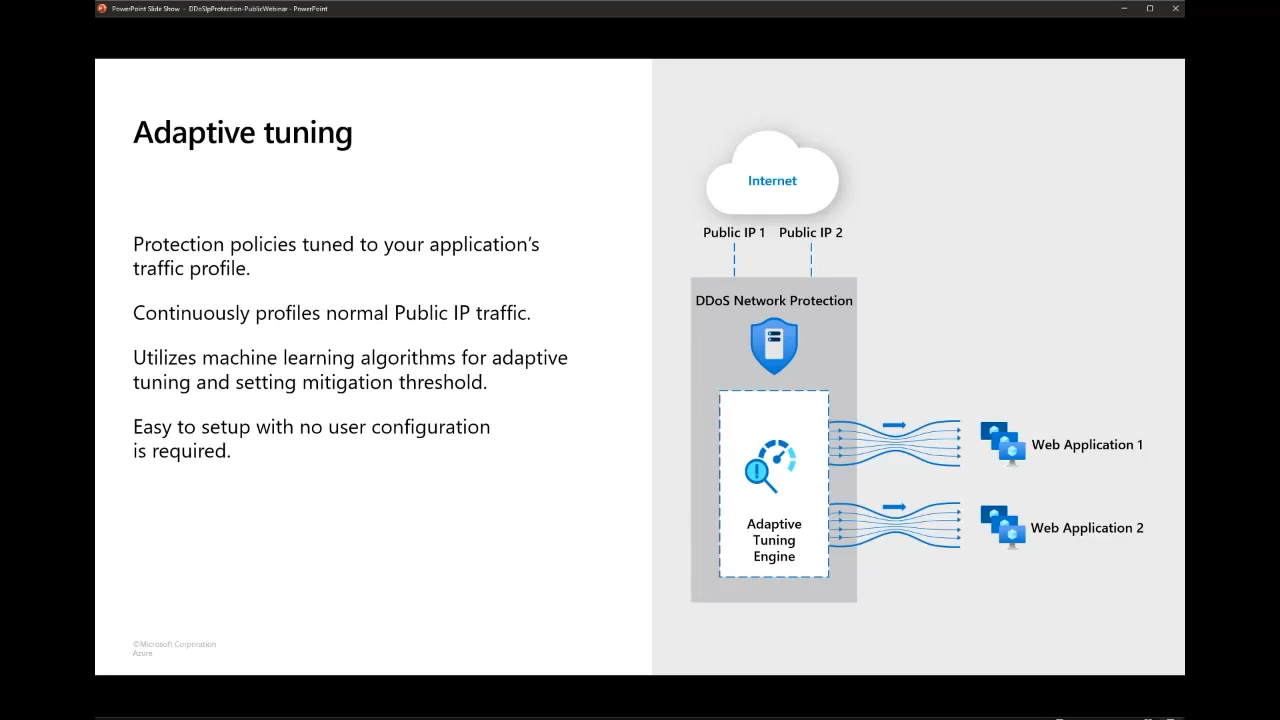 PowerPoint Slide Show - DDoSIpProtection-PublicWebinar - PowerPoint
Adaptive tuning
Protection policies tuned to your application's
traffic profile.
Continuously profiles normal Public IP traffic.
Utilizes machine learning algorithms for adaptive
tuning and setting mitigation threshold.
Easy to setup with no user configuration
is required.
©Microsoft Corporation
Azure
Internet
Public IP 1
Public IP 2
DDoS Network Protection
Adaptive
Tuning
Engine
Web Application 1
Web Application 2